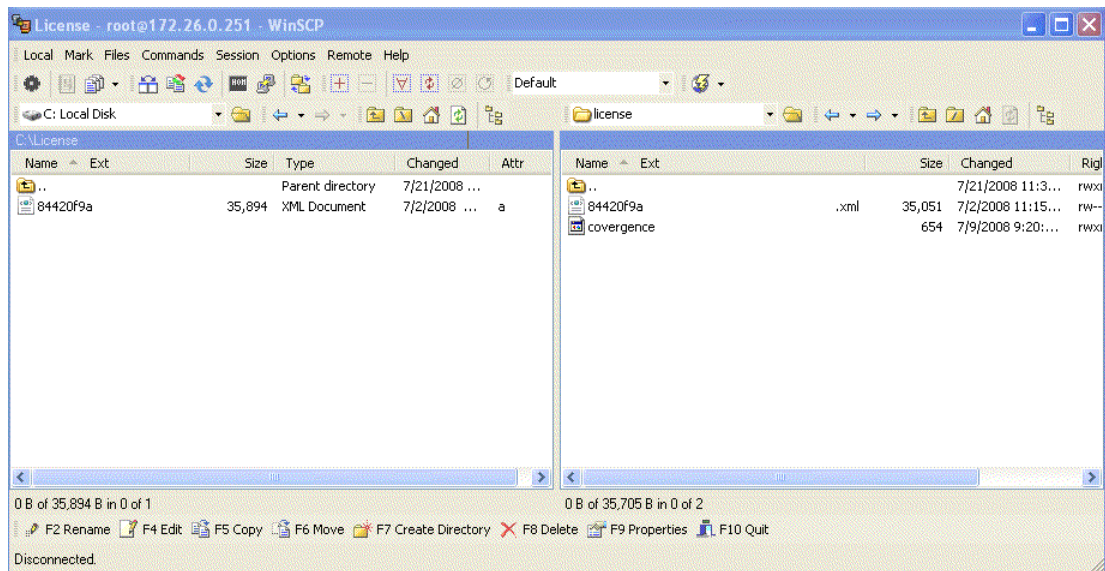 License - root@172.26.0.251 - WinSCP
Local Mark Files Commands Session Options Remote Help
Default
C: Local Disk license
C:\License
Name Ext Size Type Changed Attr Name Ext Size Changed Rigl
.. Parent directory 7/21/2008 ... .. 7/21/2008 11:3... rwxı
84420f9a 35,894 XML Document 7/2/2008 ... a 84420f9a .xml 35,051 7/2/2008 11:15... rw--
covergence 654 7/9/2008 9:20:... rwxı
0 B of 35,894 B in 0 of 1 0 B of 35,705 B in 0 of 2
F2 Rename F4 Edit F5 Copy F6 Move F7 Create Directory F8 Delete F9 Properties F10 Quit
Disconnected.